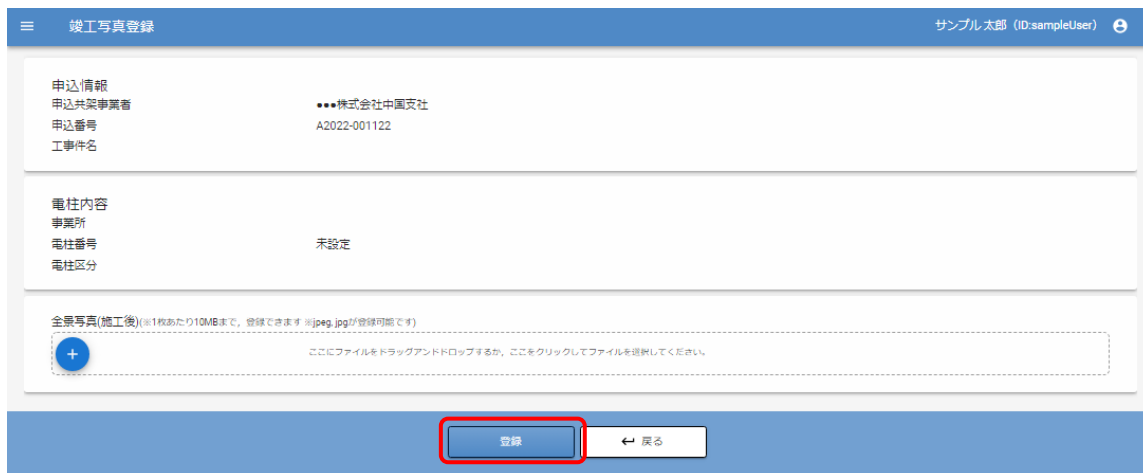 竣工写真登録
サンプル 太郎（ID:sampleUser）
申込情報
申込共架事業者 ●●●株式会社中国支社
申込番号 A2022-001122
工事件名
電柱内容
事業所
電柱番号 未設定
電柱区分
全景写真(施工後)(※1枚あたり10MBまで，登録できます ※jpeg,jpgが登録可能です)
ここにファイルをドラッグアンドドロップするか，ここをクリックしてファイルを選択してください。
登録 戻る